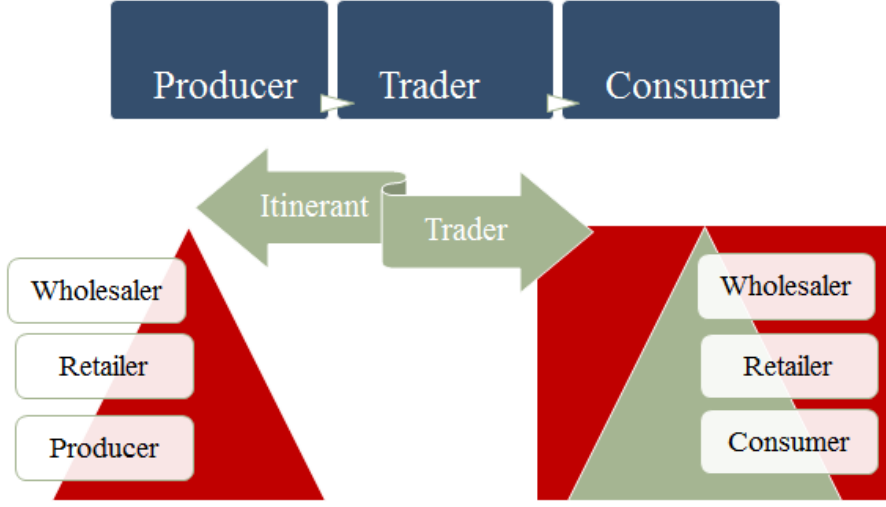 Producer
Trader
Consumer
Itinerant
Trader
Wholesaler
Retailer
Producer
Wholesaler
Retailer
Consumer